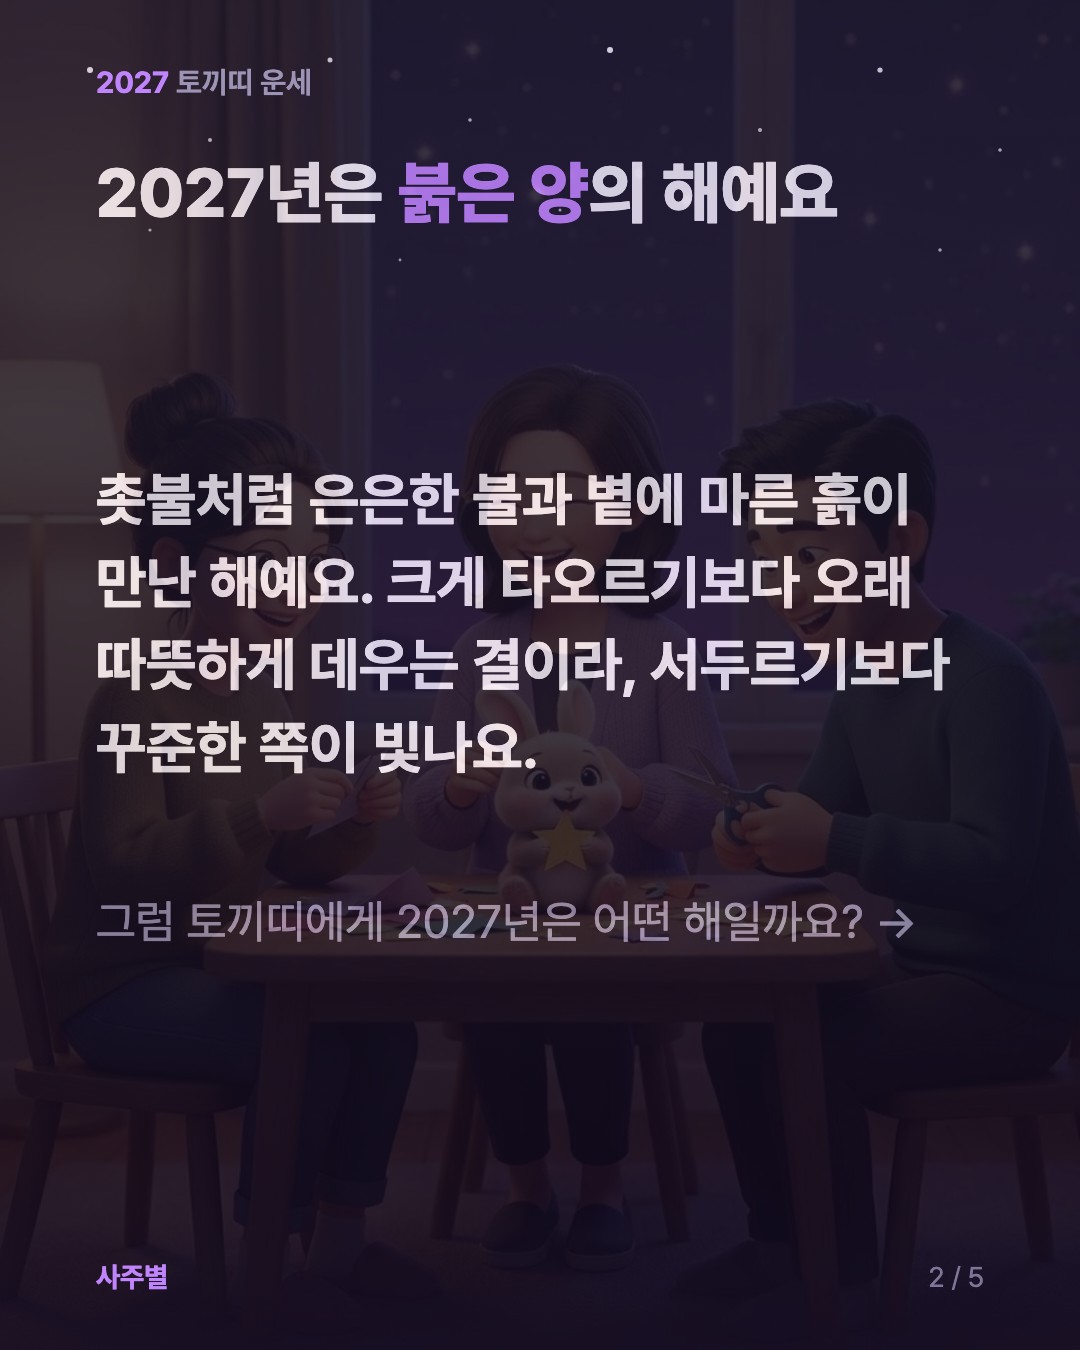 2027 토끼띠 운세
2027년은 붉은 양의 해예요
촛불처럼 은은한 불과 볕에 마른 흙이
만난 해예요. 크게 타오르기보다 오래
따뜻하게 데우는 결이라, 서두르기보다
꾸준한 쪽이 빛나요.
그럼 토끼띠에게 2027년은 어떤 해일까요? →
사주별
2 / 5